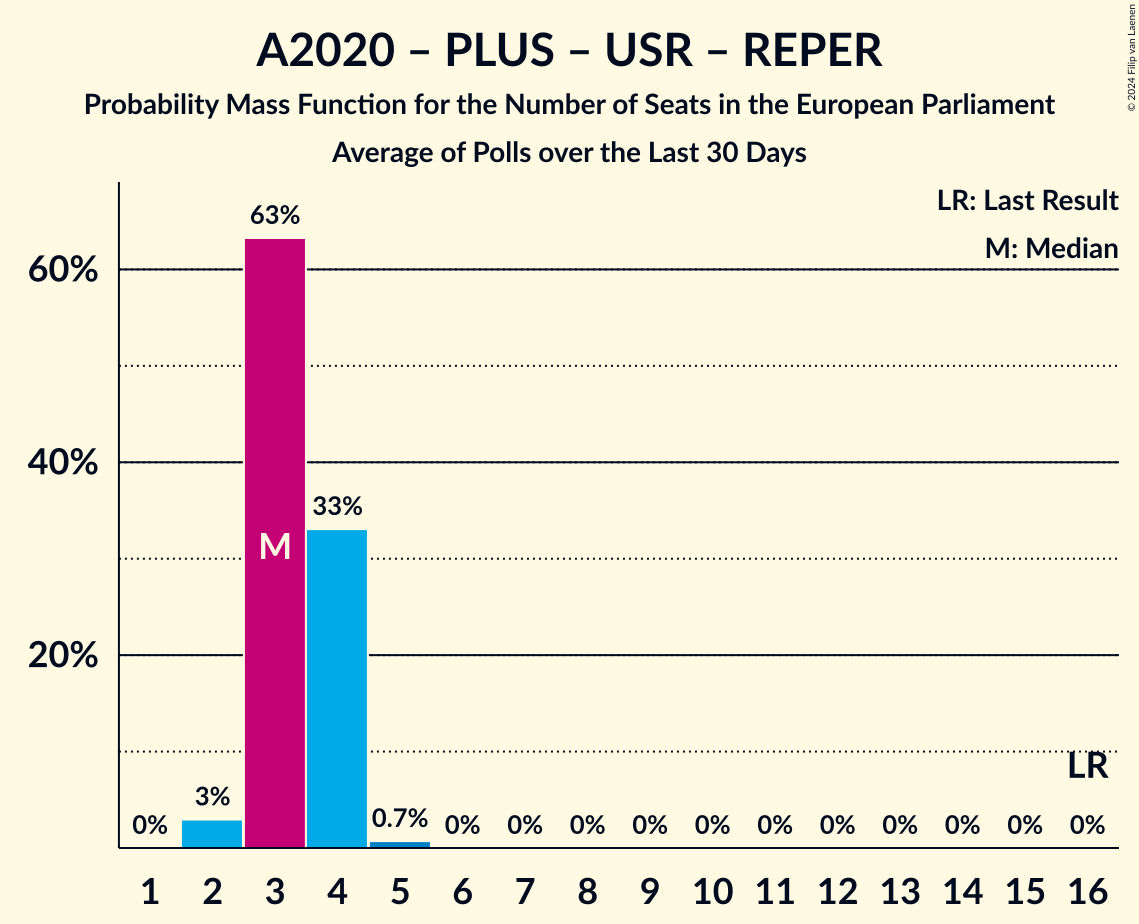 A2020 – PLUS – USR – REPER
Probability Mass Function for the Number of Seats in the European Parliament
Average of Polls over the Last 30 Days
© 2024 Filip van Laenen
LR: Last Result
M: Median
60%
40%
20%
0%
3%
63%
M
33%
0.7%
0%
0%
0%
0%
0%
0%
0%
0%
0%
0%
0%
LR
1 2 3 4 5 6 7 8 9 10 11 12 13 14 15 16